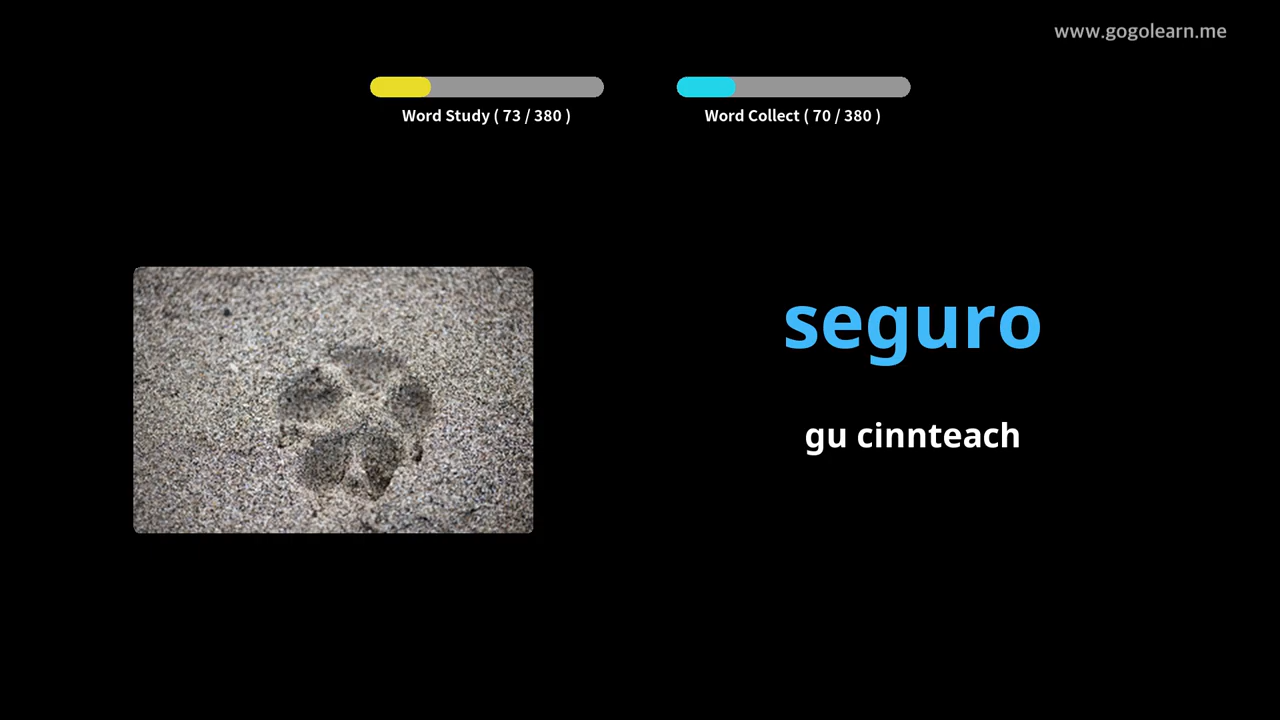 www.gogolearn.me
Word Study ( 73 / 380 )
Word Collect ( 70 / 380 )
seguro
gu cinnteach